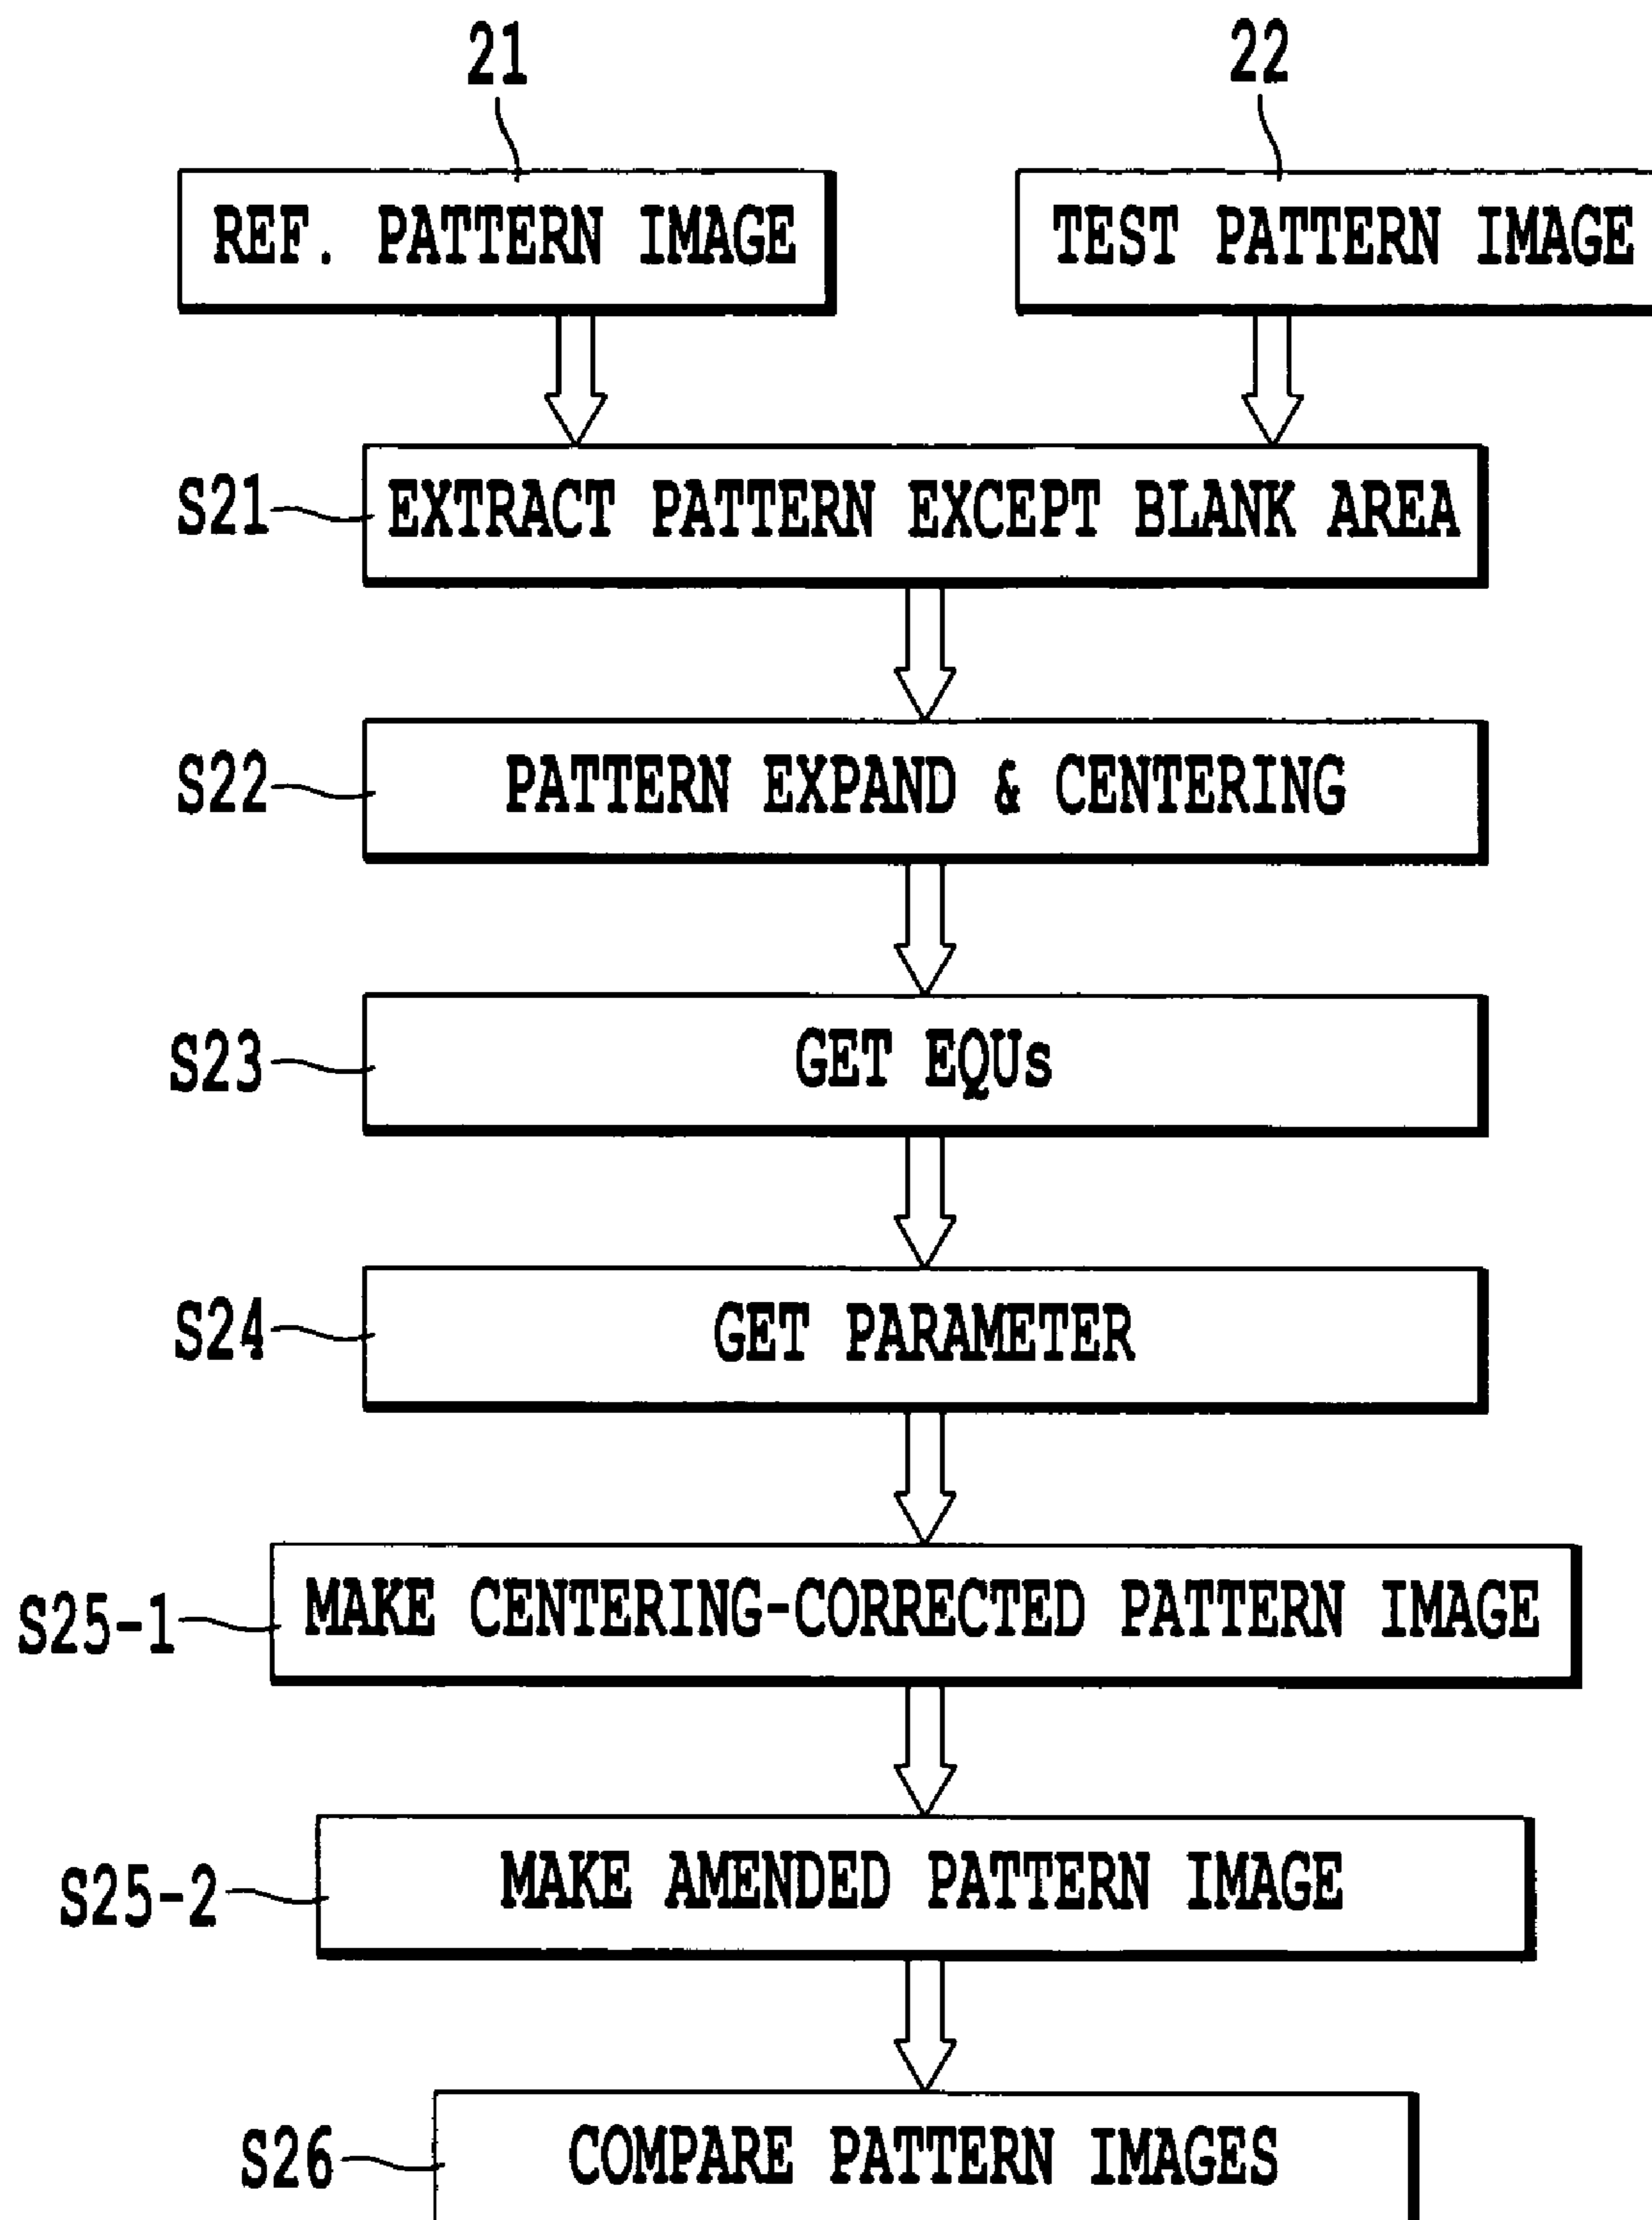 21
22
REF. PATTERN IMAGE
TEST PATTERN IMAGE
S21
EXTRACT PATTERN EXCEPT BLANK AREA
S22
PATTERN EXPAND & CENTERING
S23
GET EQUs
S24
GET PARAMETER
S25-1
MAKE CENTERING-CORRECTED PATTERN IMAGE
S25-2
MAKE AMENDED PATTERN IMAGE
S26
COMPARE PATTERN IMAGES